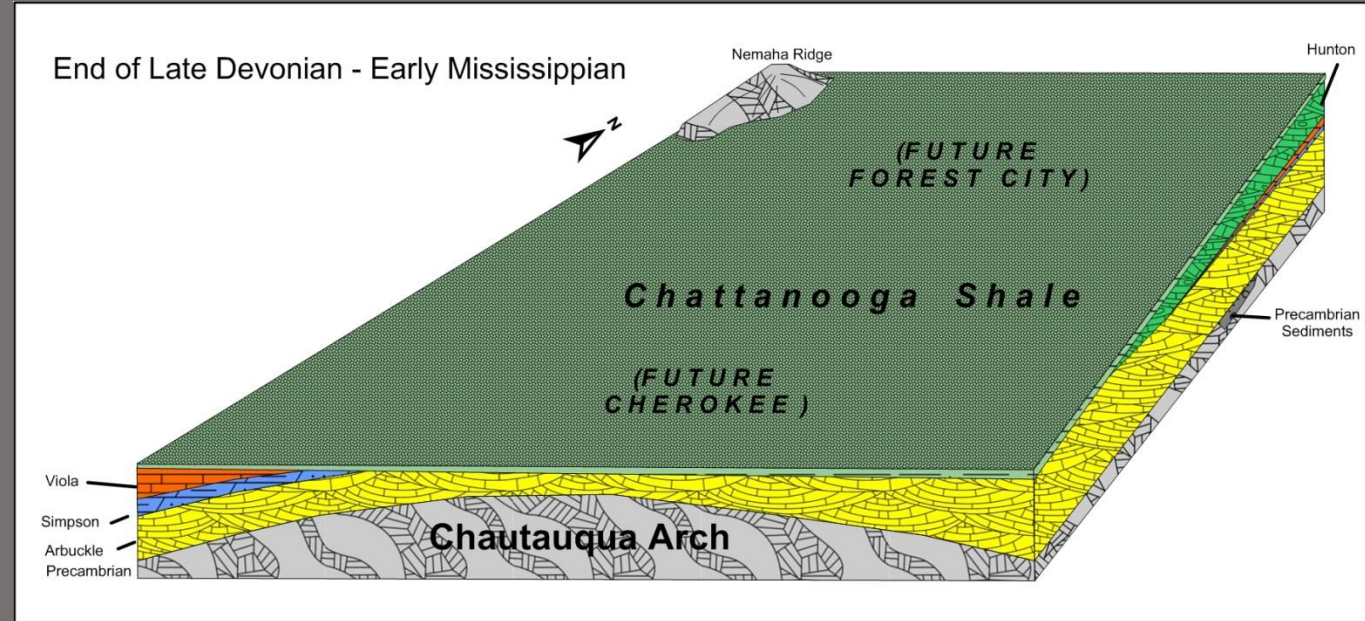 End of Late Devonian - Early Mississippian
Nemaha Ridge
Hunton
N
(FUTURE
FOREST CITY)
Chattanooga Shale
Precambrian
Sediments
(FUTURE
CHEROKEE)
Viola
Simpson
Arbuckle
Precambrian
Chautauqua Arch